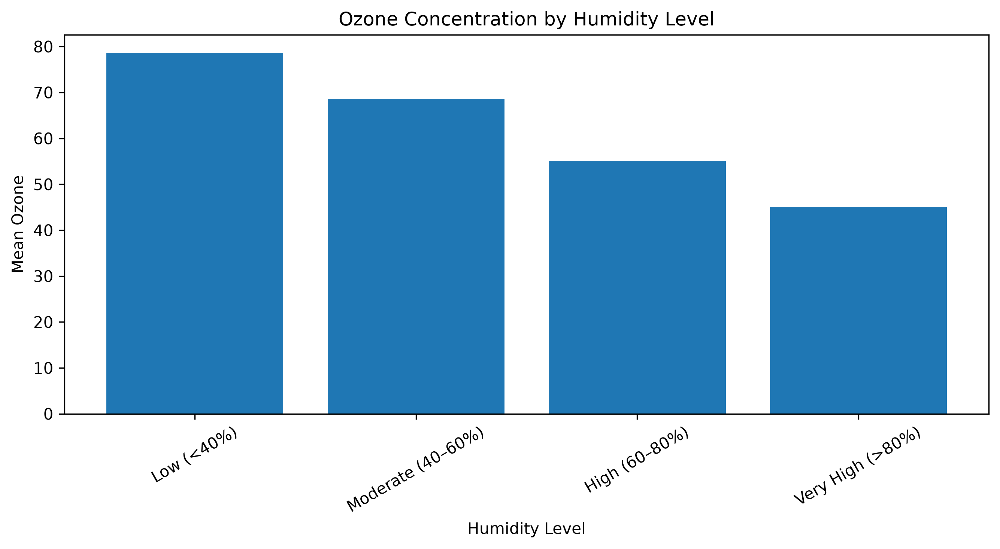 Ozone Concentration by Humidity Level
Mean Ozone
80
70
60
50
40
30
20
10
0
Low (<40%)
Moderate (40–60%)
High (60–80%)
Very High (>80%)
Humidity Level